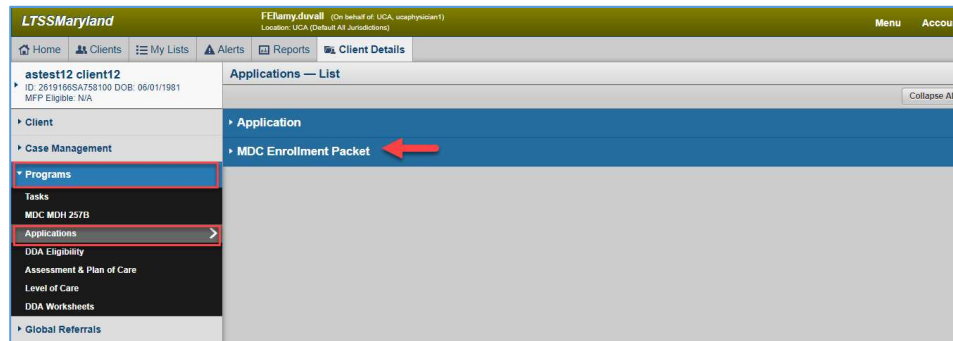 LTSSMaryland
FEI\amy.duvall (On behalf of: UCA, ucaphysician1)
Location: UCA (Default All Jurisdictions)
Menu Accou
Home Clients My Lists Alerts Reports Client Details
astest12 client12
ID: 2619166SA758100 DOB: 06/01/1981
MFP Eligible: N/A
Applications — List
Collapse Al
Client
Case Management
Programs
Tasks
MDC MDH 257B
Applications
DDA Eligibility
Assessment & Plan of Care
Level of Care
DDA Worksheets
Global Referrals
Application
MDC Enrollment Packet